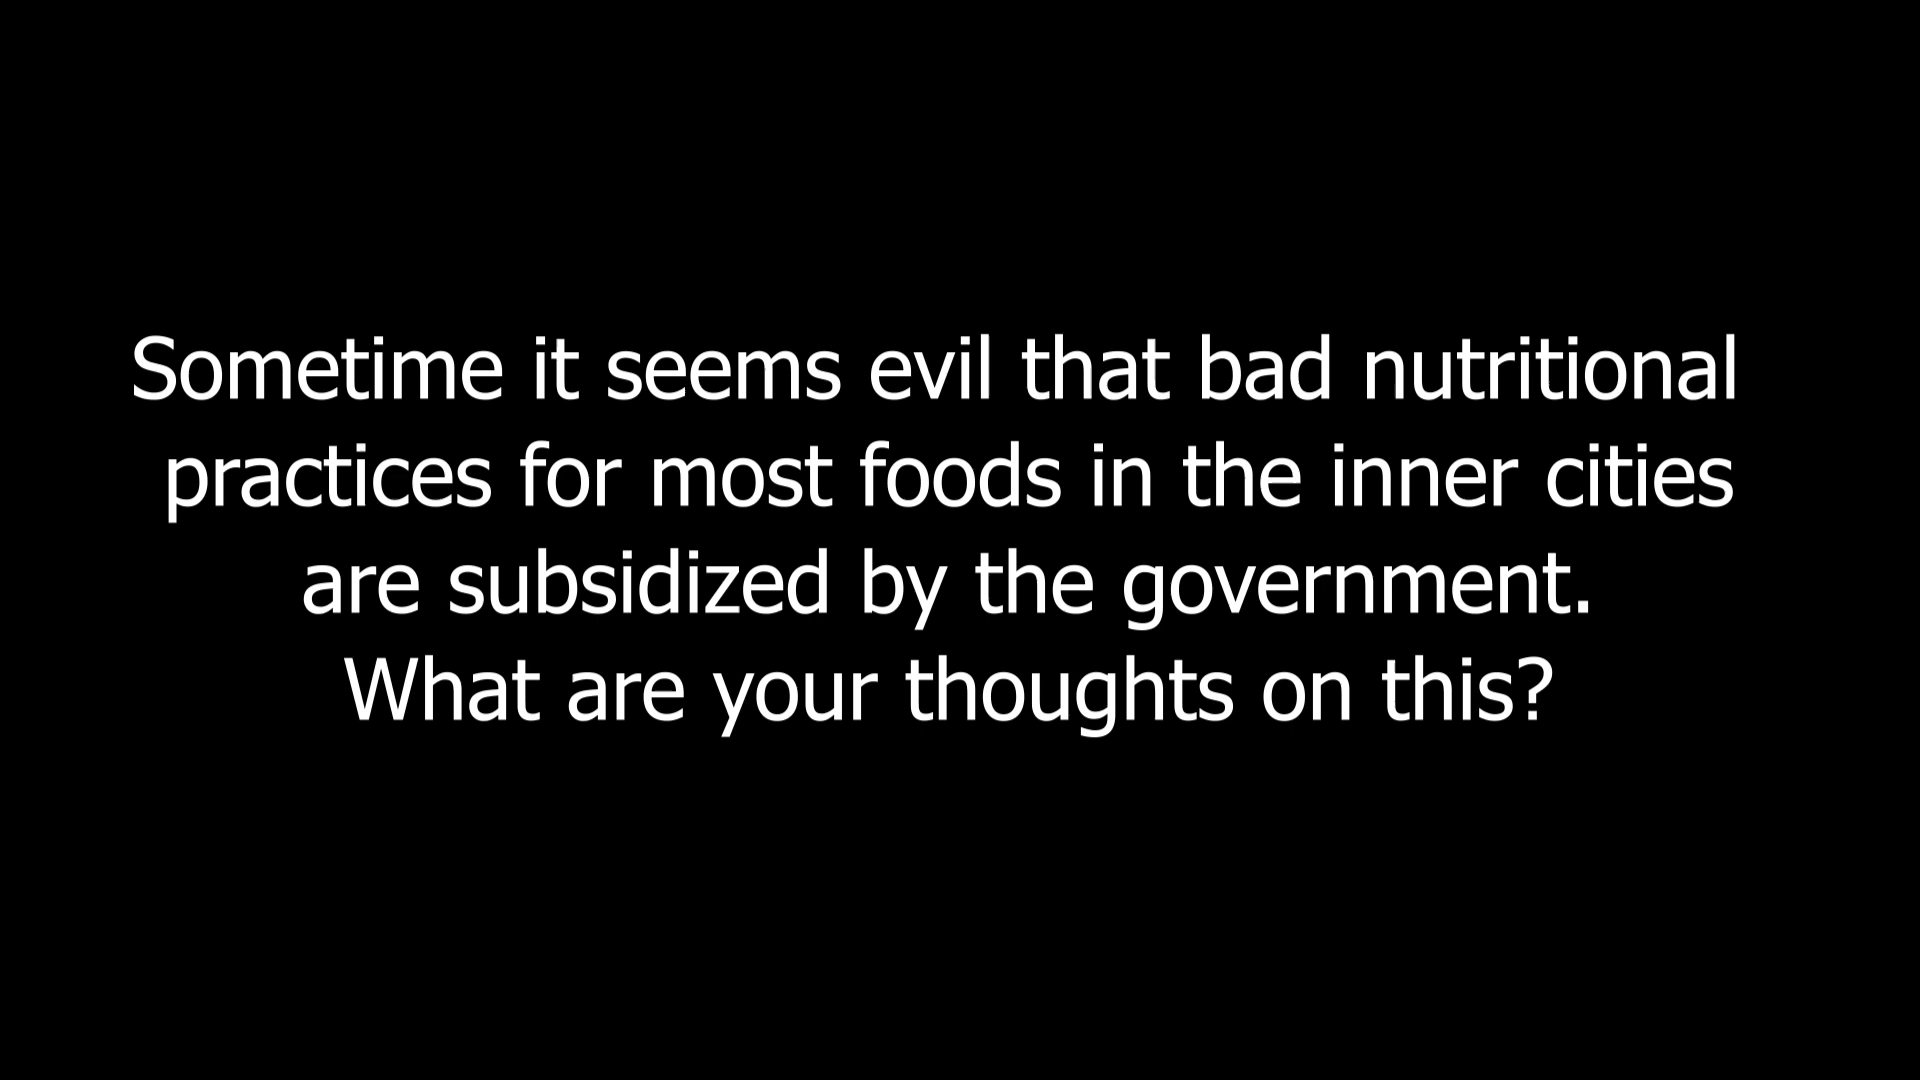 Sometime it seems evil that bad nutritional
practices for most foods in the inner cities
are subsidized by the government.
What are your thoughts on this?